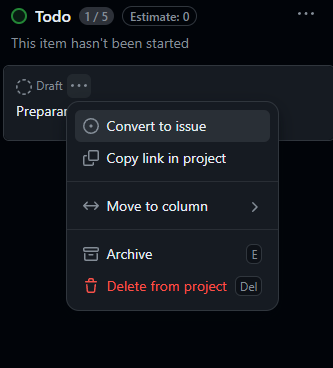 Todo 1 / 5 Estimate: 0
This item hasn't been started
Draft
Convert to issue
Copy link in project
Move to column
Archive E
Delete from project Del